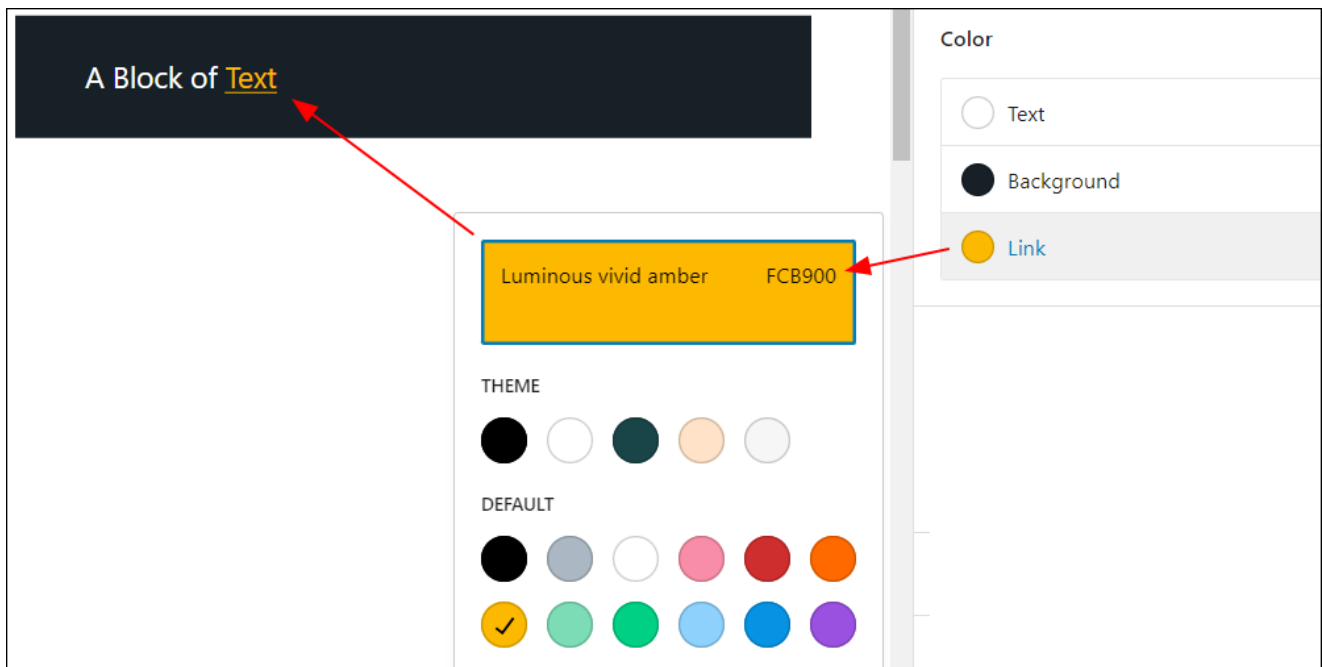 A Block of Text
Color
Text
Background
Link
Luminous vivid amber FCB900
THEME
DEFAULT